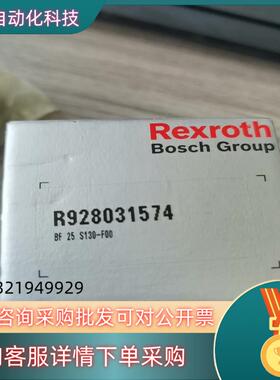 自动化科技
Rexroth
Bosch Group
R928031574
BF 25 S130-F00
321949929
咨询采购批发可对公开票
客服详情下单采购